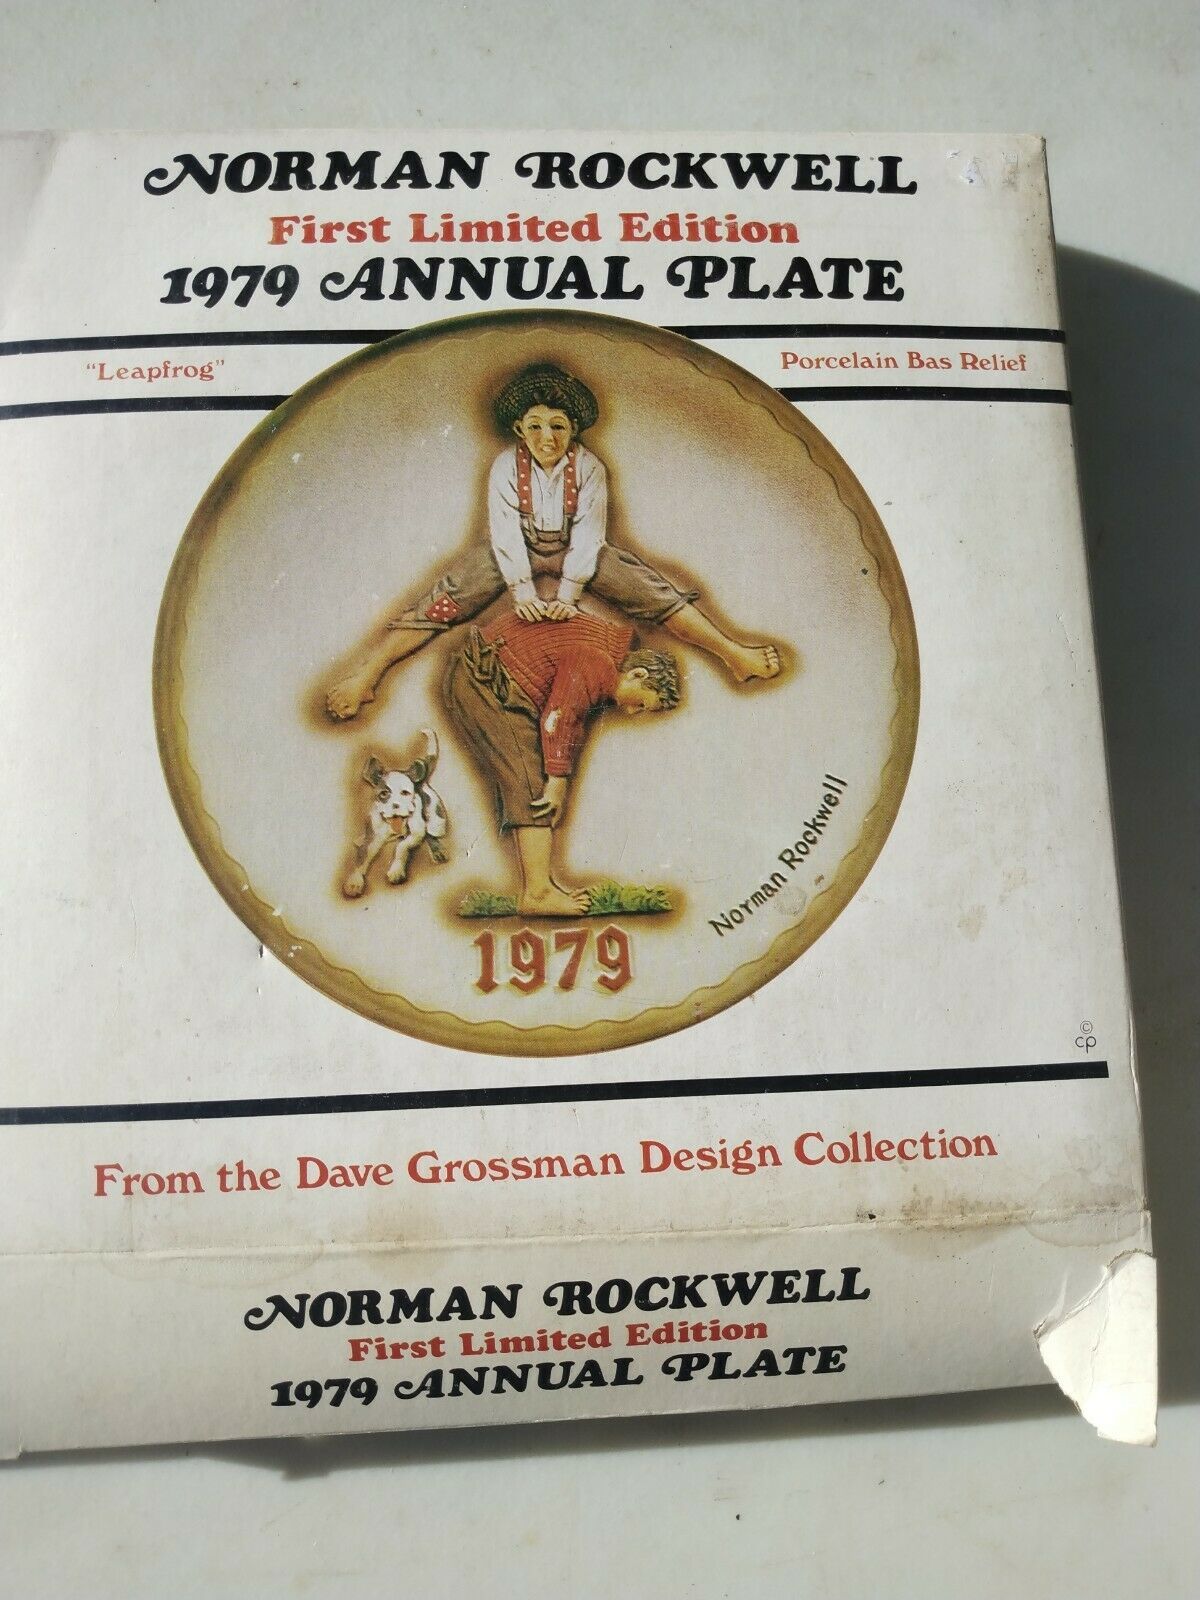 NORMAN ROCKWELL
First Limited Edition
1979 ANNUAL PLATE
"Leapfrog"
Porcelain Bas Relief
Norman Rockwell
1979
©
cp
From the Dave Grossman Design Collection
NORMAN ROCKWELL
First Limited Edition
1979 ANNUAL PLATE